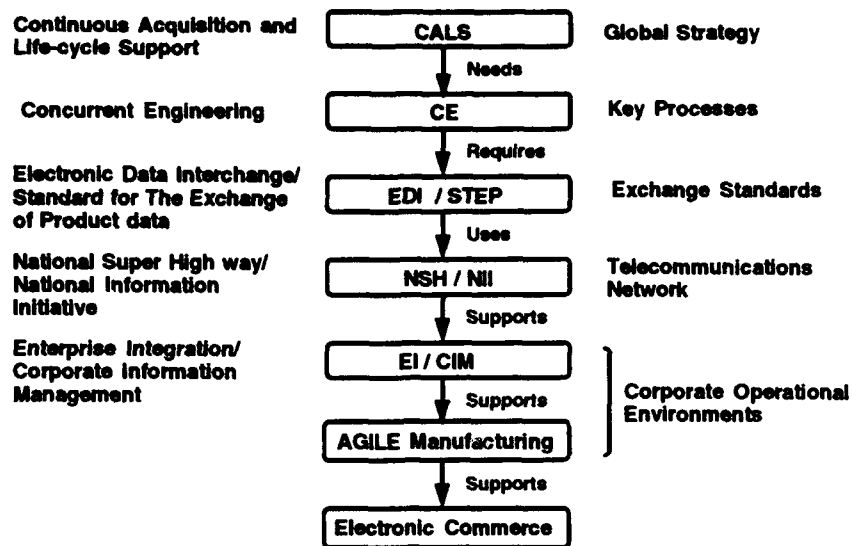 Continuous Acquisition and
Life-cycle Support
CALS
Global Strategy
Needs
Concurrent Engineering
CE
Key Processes
Requires
Electronic Data Interchange/
Standard for The Exchange
of Product data
EDI / STEP
Exchange Standards
Uses
National Super High way/
National Information
Initiative
NSH / NII
Telecommunications
Network
Supports
Enterprise Integration/
Corporate Information
Management
EI / CIM
Supports
Corporate Operational
Environments
AGILE Manufacturing
Supports
Electronic Commerce